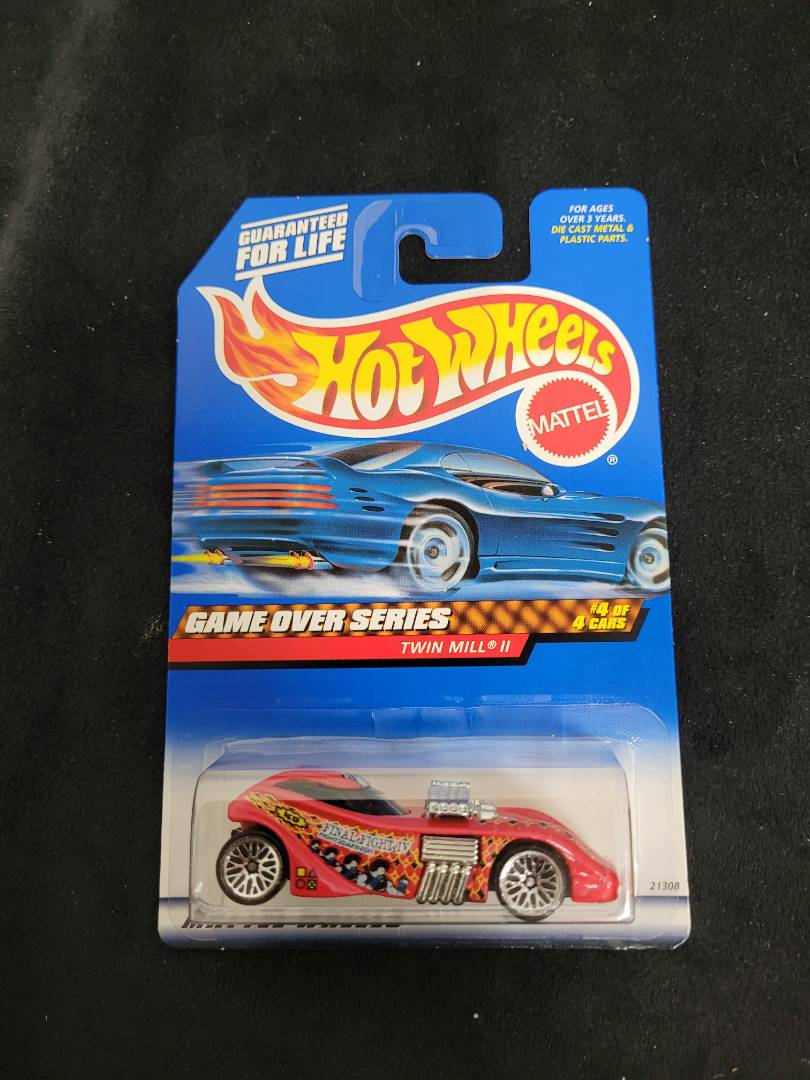 GUARANTEED
FOR LIFE
FOR AGES
OVER 3 YEARS.
DIE CAST METAL &
PLASTIC PARTS.
HOT WHEELS
MATTEL
®
GAME OVER SERIES
#4 OF
4 CARS
TWIN MILL® II
KO
FINAL FIGHT IV
21308